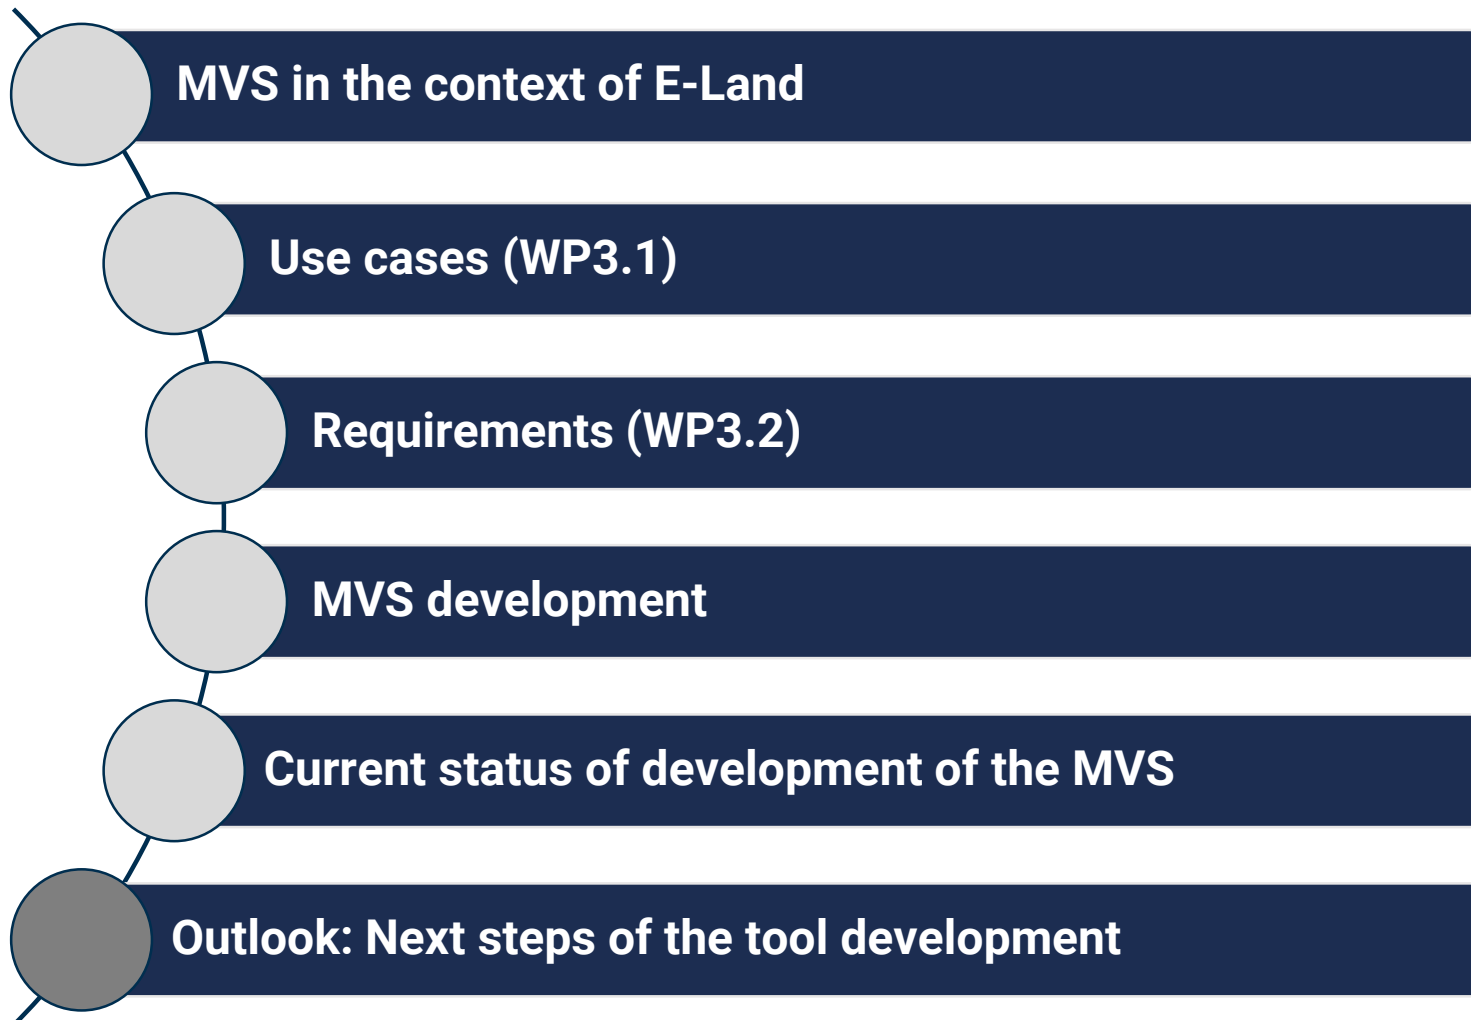 MVS in the context of E-Land
Use cases (WP3.1)
Requirements (WP3.2)
MVS development
Current status of development of the MVS
Outlook: Next steps of the tool development